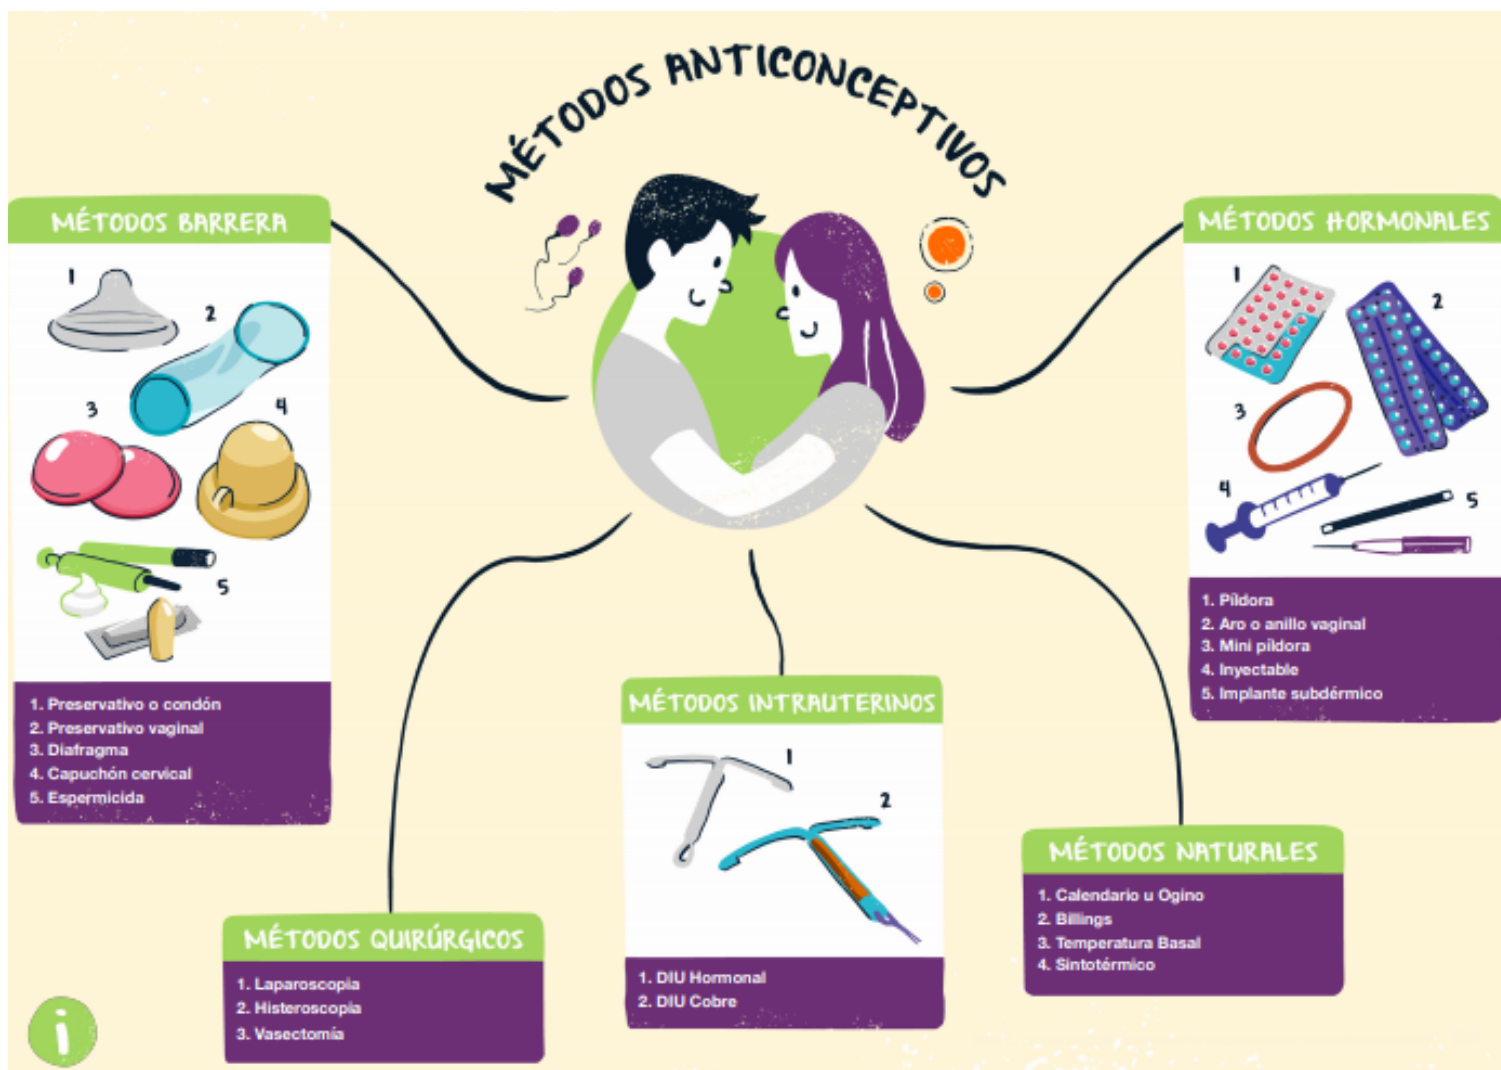 MÉTODOS ANTICONCEPTIVOS
MÉTODOS BARRERA
1
2
3
4
5
1. Preservativo o condón
2. Preservativo vaginal
3. Diafragma
4. Capuchón cervical
5. Espermicida
MÉTODOS HORMONALES
1
2
3
4
5
1. Píldora
2. Aro o anillo vaginal
3. Mini píldora
4. Inyectable
5. Implante subdérmico
MÉTODOS QUIRÚRGICOS
1. Laparoscopia
2. Histeroscopia
3. Vasectomía
MÉTODOS INTRAUTERINOS
1
2
1. DIU Hormonal
2. DIU Cobre
MÉTODOS NATURALES
1. Calendario u Ogino
2. Billings
3. Temperatura Basal
4. Sintotérmico
i